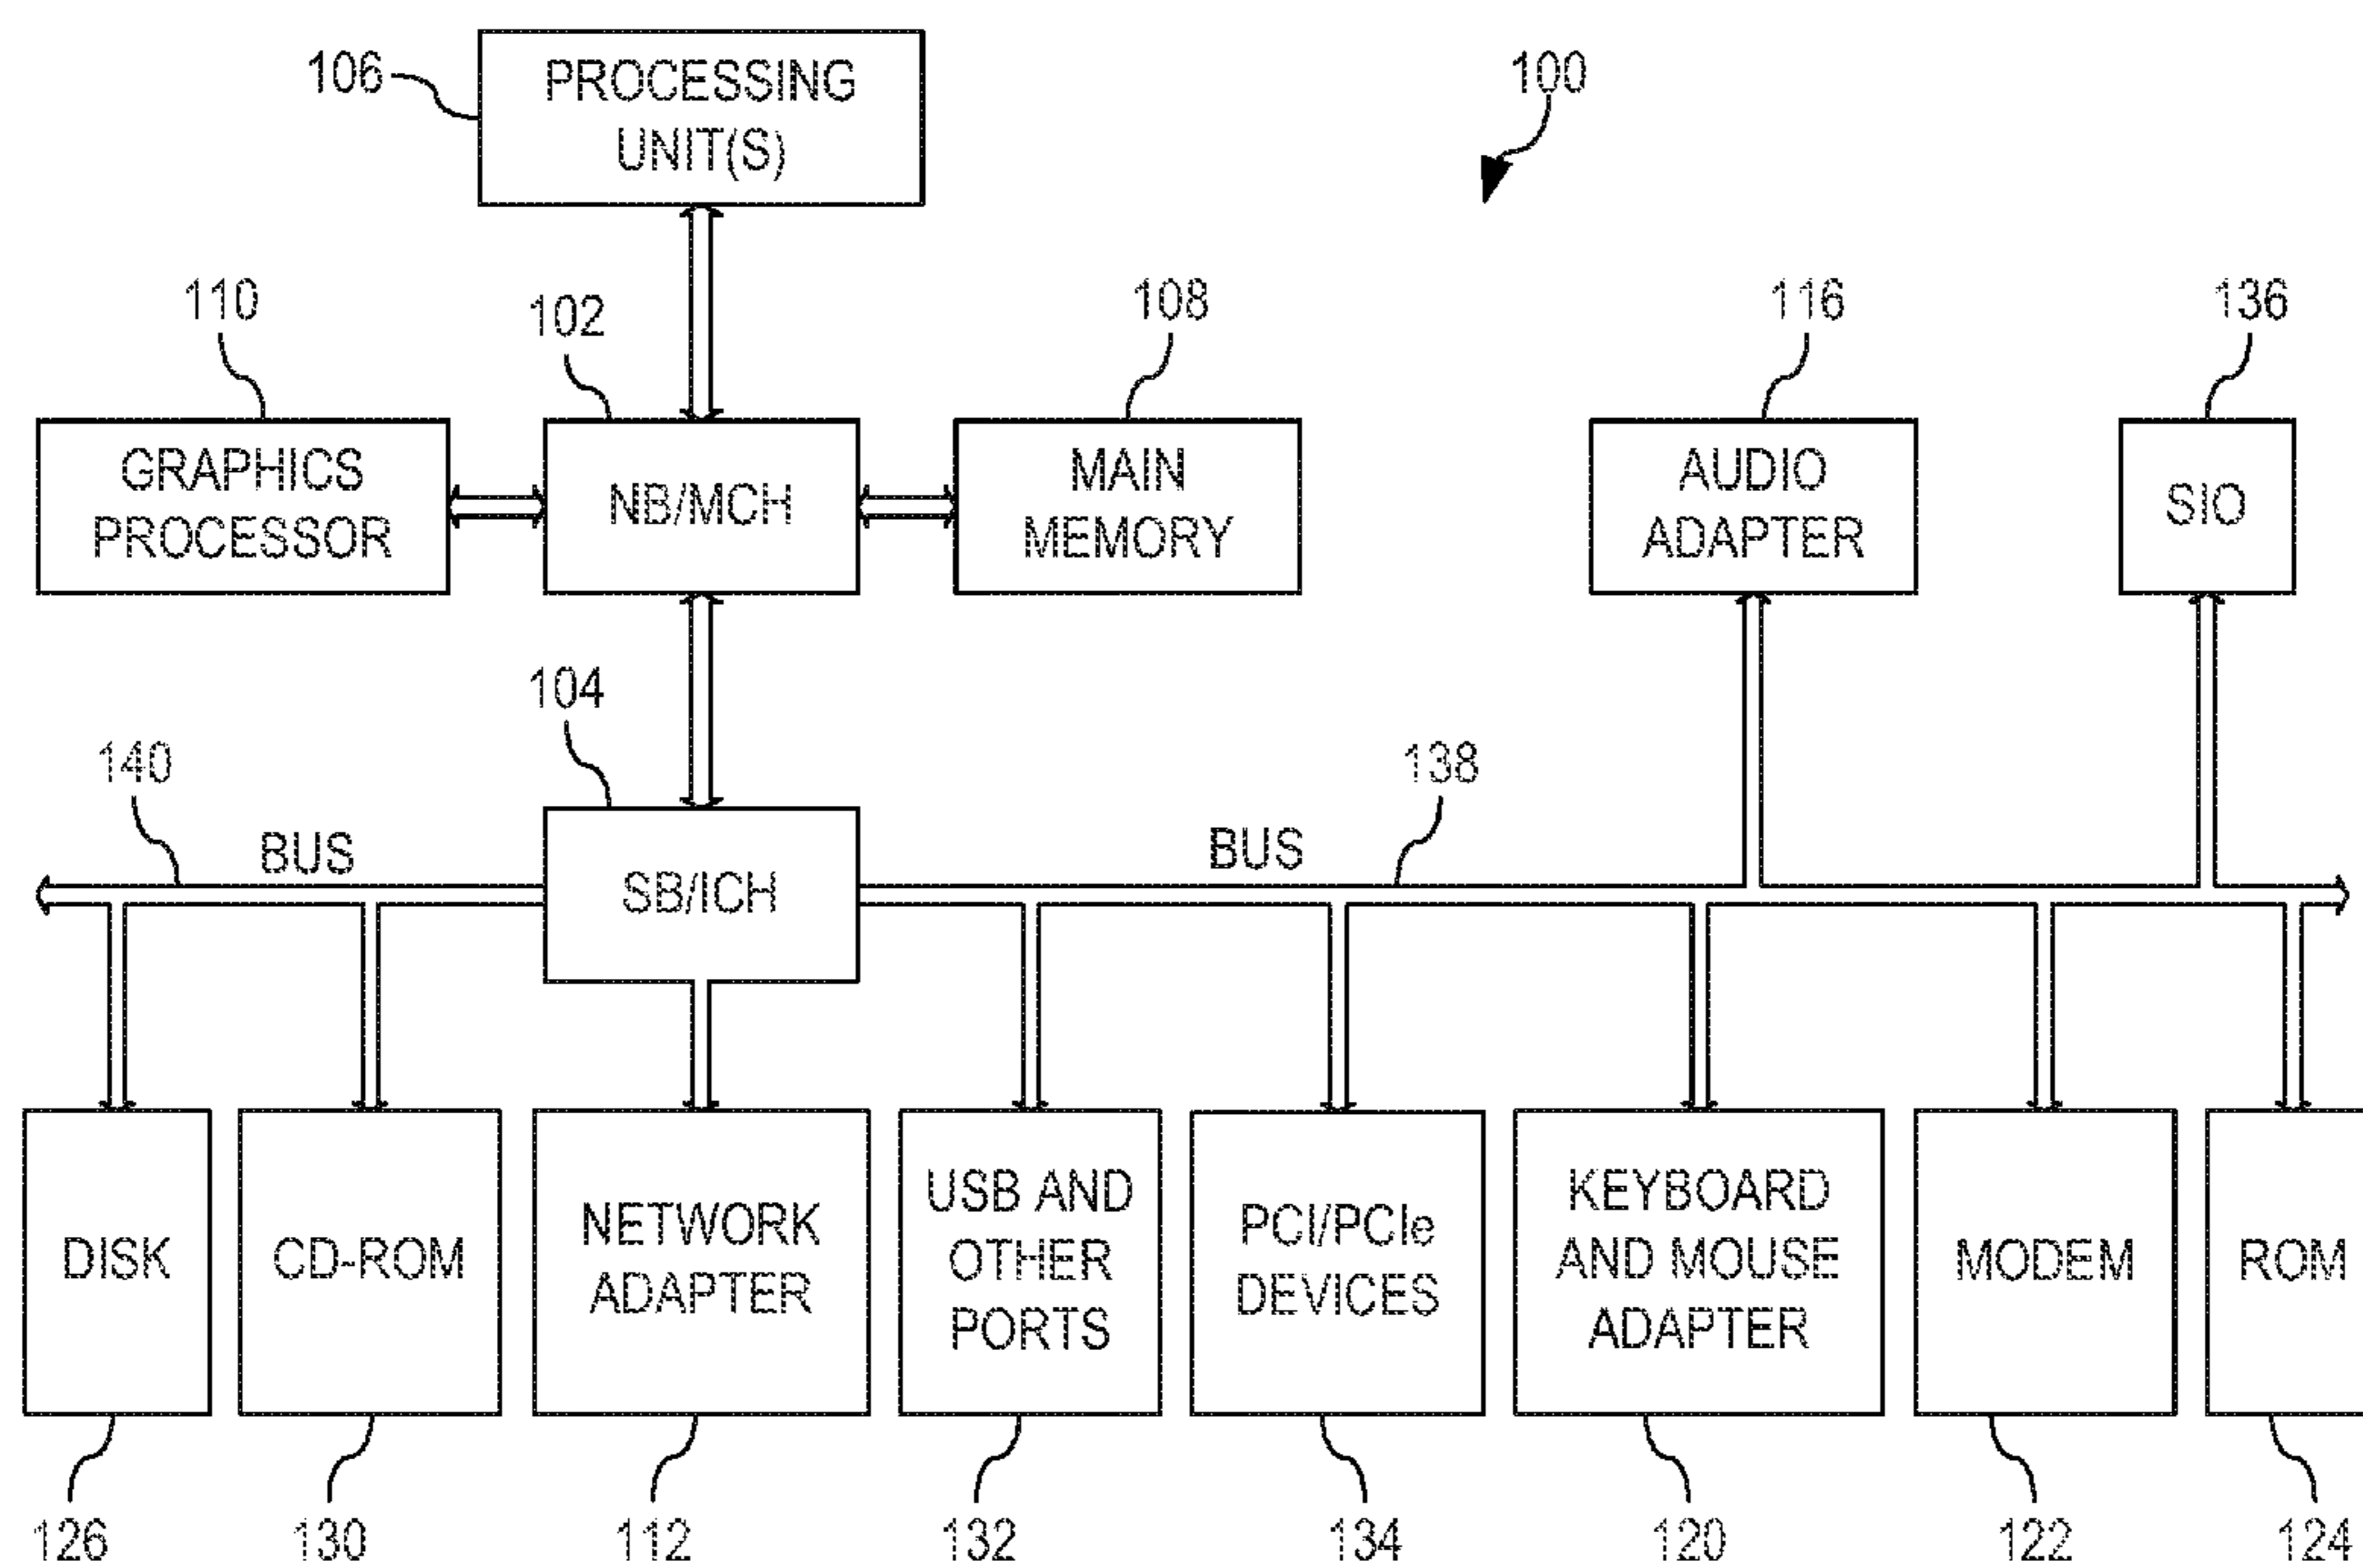 106
PROCESSING
UNIT(S)
100
110
102
108
116
136
GRAPHICS
PROCESSOR
NB/MCH
MAIN
MEMORY
AUDIO
ADAPTER
SIO
104
140
138
BUS
BUS
SB/ICH
DISK
CD-ROM
NETWORK
ADAPTER
USB AND
OTHER
PORTS
PCI/PCIe
DEVICES
KEYBOARD
AND MOUSE
ADAPTER
MODEM
ROM
126
130
112
132
134
120
122
124